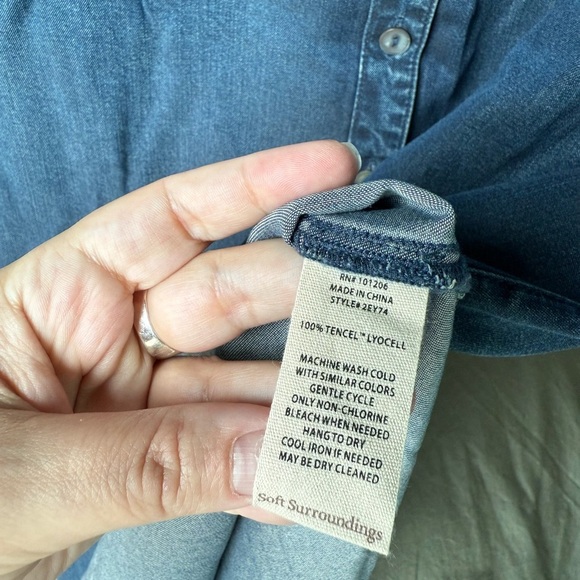 RN# 101206
MADE IN CHINA
STYLE# 2EY74
100% TENCEL™ LYOCELL
MACHINE WASH COLD
WITH SIMILAR COLORS
GENTLE CYCLE
ONLY NON-CHLORINE
BLEACH WHEN NEEDED
HANG TO DRY
COOL IRON IF NEEDED
MAY BE DRY CLEANED
Soft Surroundings